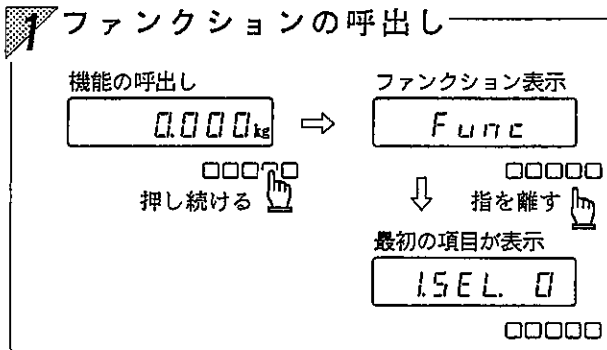 1 ファンクションの呼出し
機能の呼出し
0.000kg
押し続ける
ファンクション表示
Func
指を離す
最初の項目が表示
1.SEL. 0